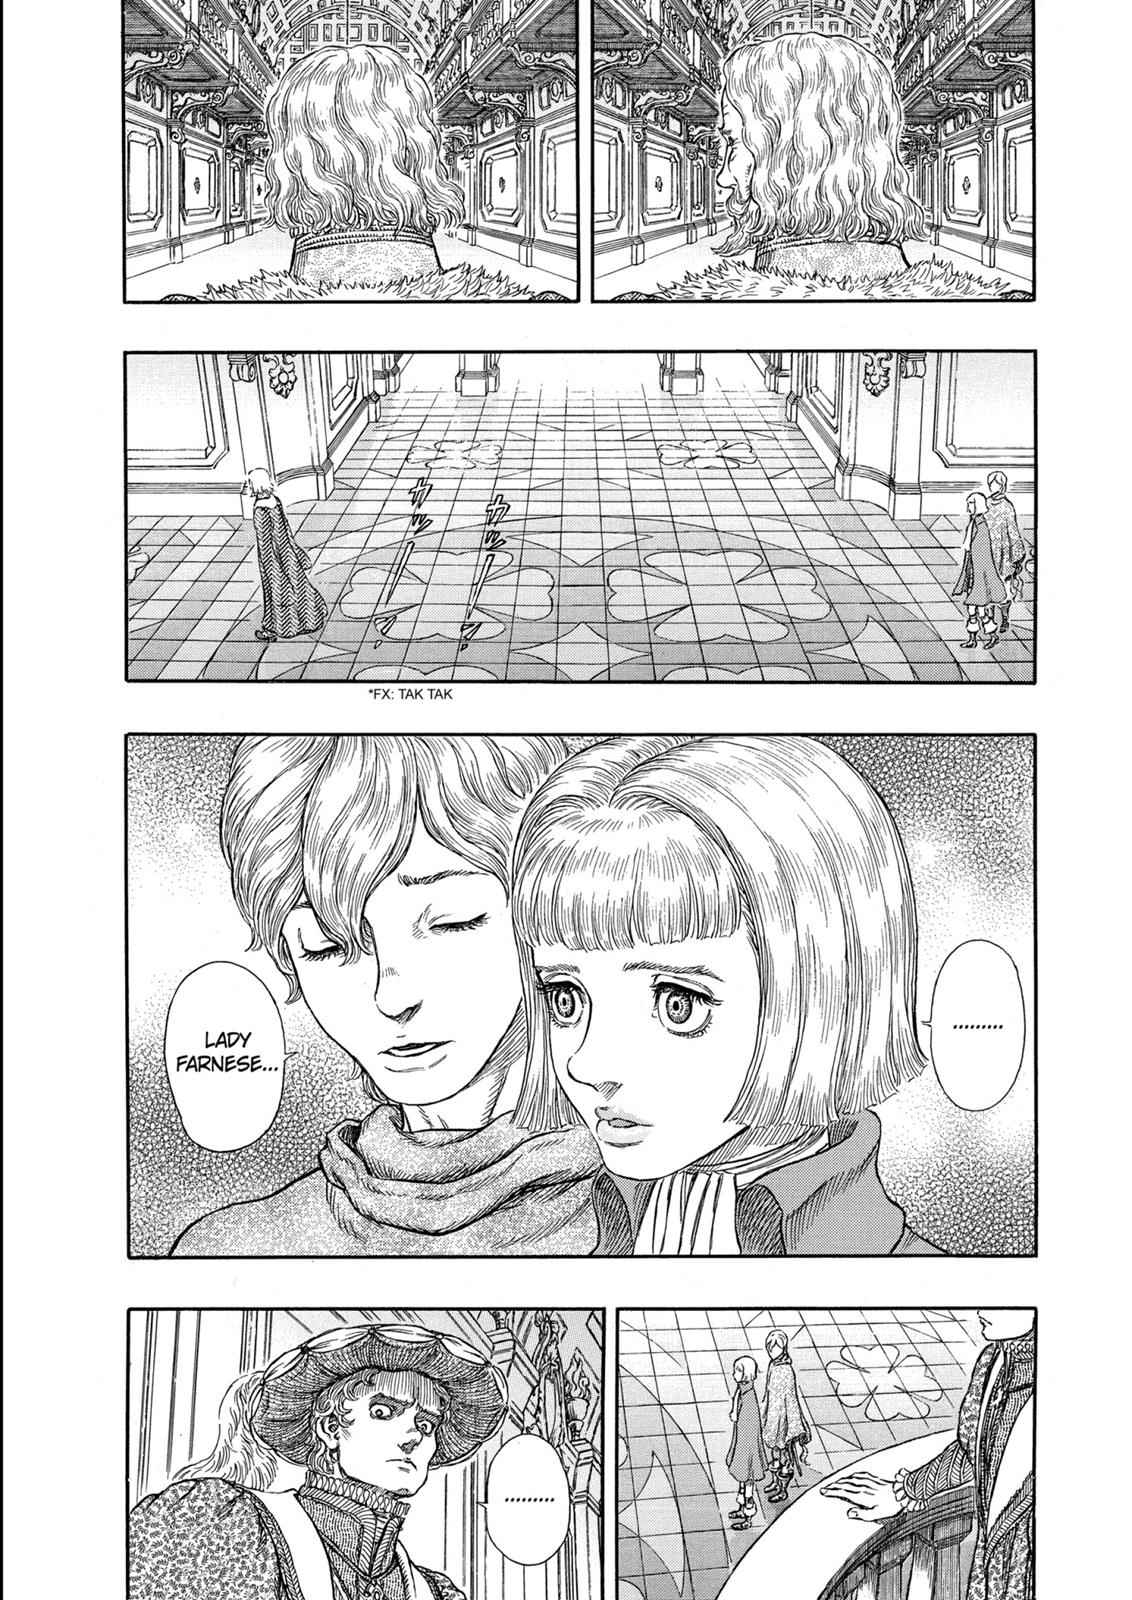 カッ
カッ
*FX: TAK TAK
..........
LADY
FARNESE...
..........